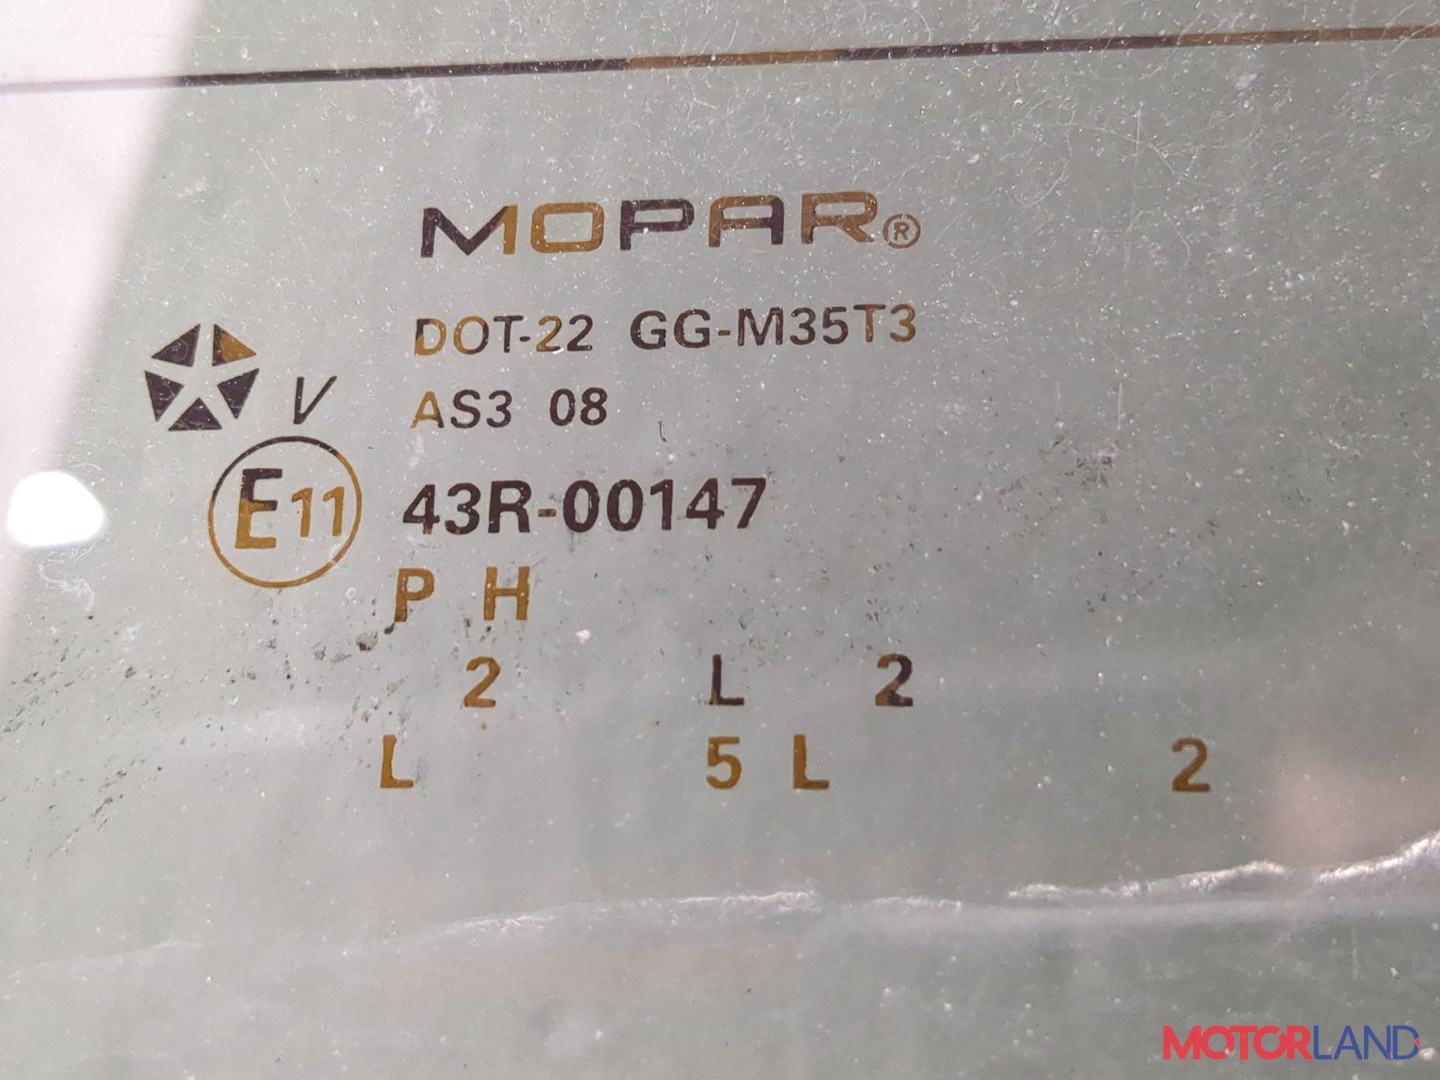 MOPAR®
DOT-22 GG-M35T3
V AS3 08
E11 43R-00147
P H
2 L 2
L 5 L 2
MOTORLAND